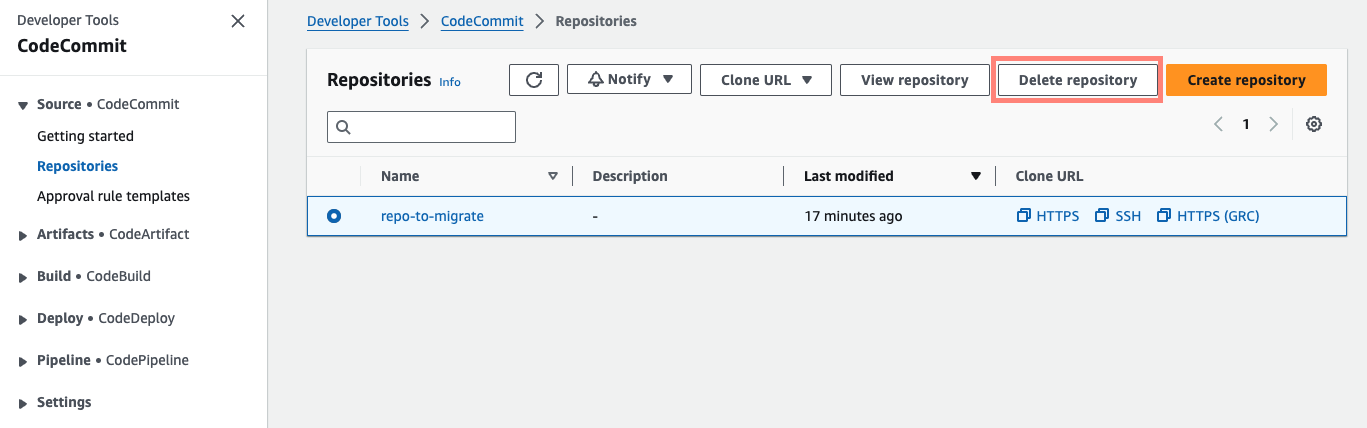 Developer Tools
CodeCommit
Source • CodeCommit
Getting started
Repositories
Approval rule templates
Artifacts • CodeArtifact
Build • CodeBuild
Deploy • CodeDeploy
Pipeline • CodePipeline
Settings
Developer Tools > CodeCommit > Repositories
Repositories Info Notify Clone URL View repository Delete repository Create repository
1
Name Description Last modified Clone URL
repo-to-migrate - 17 minutes ago HTTPS SSH HTTPS (GRC)